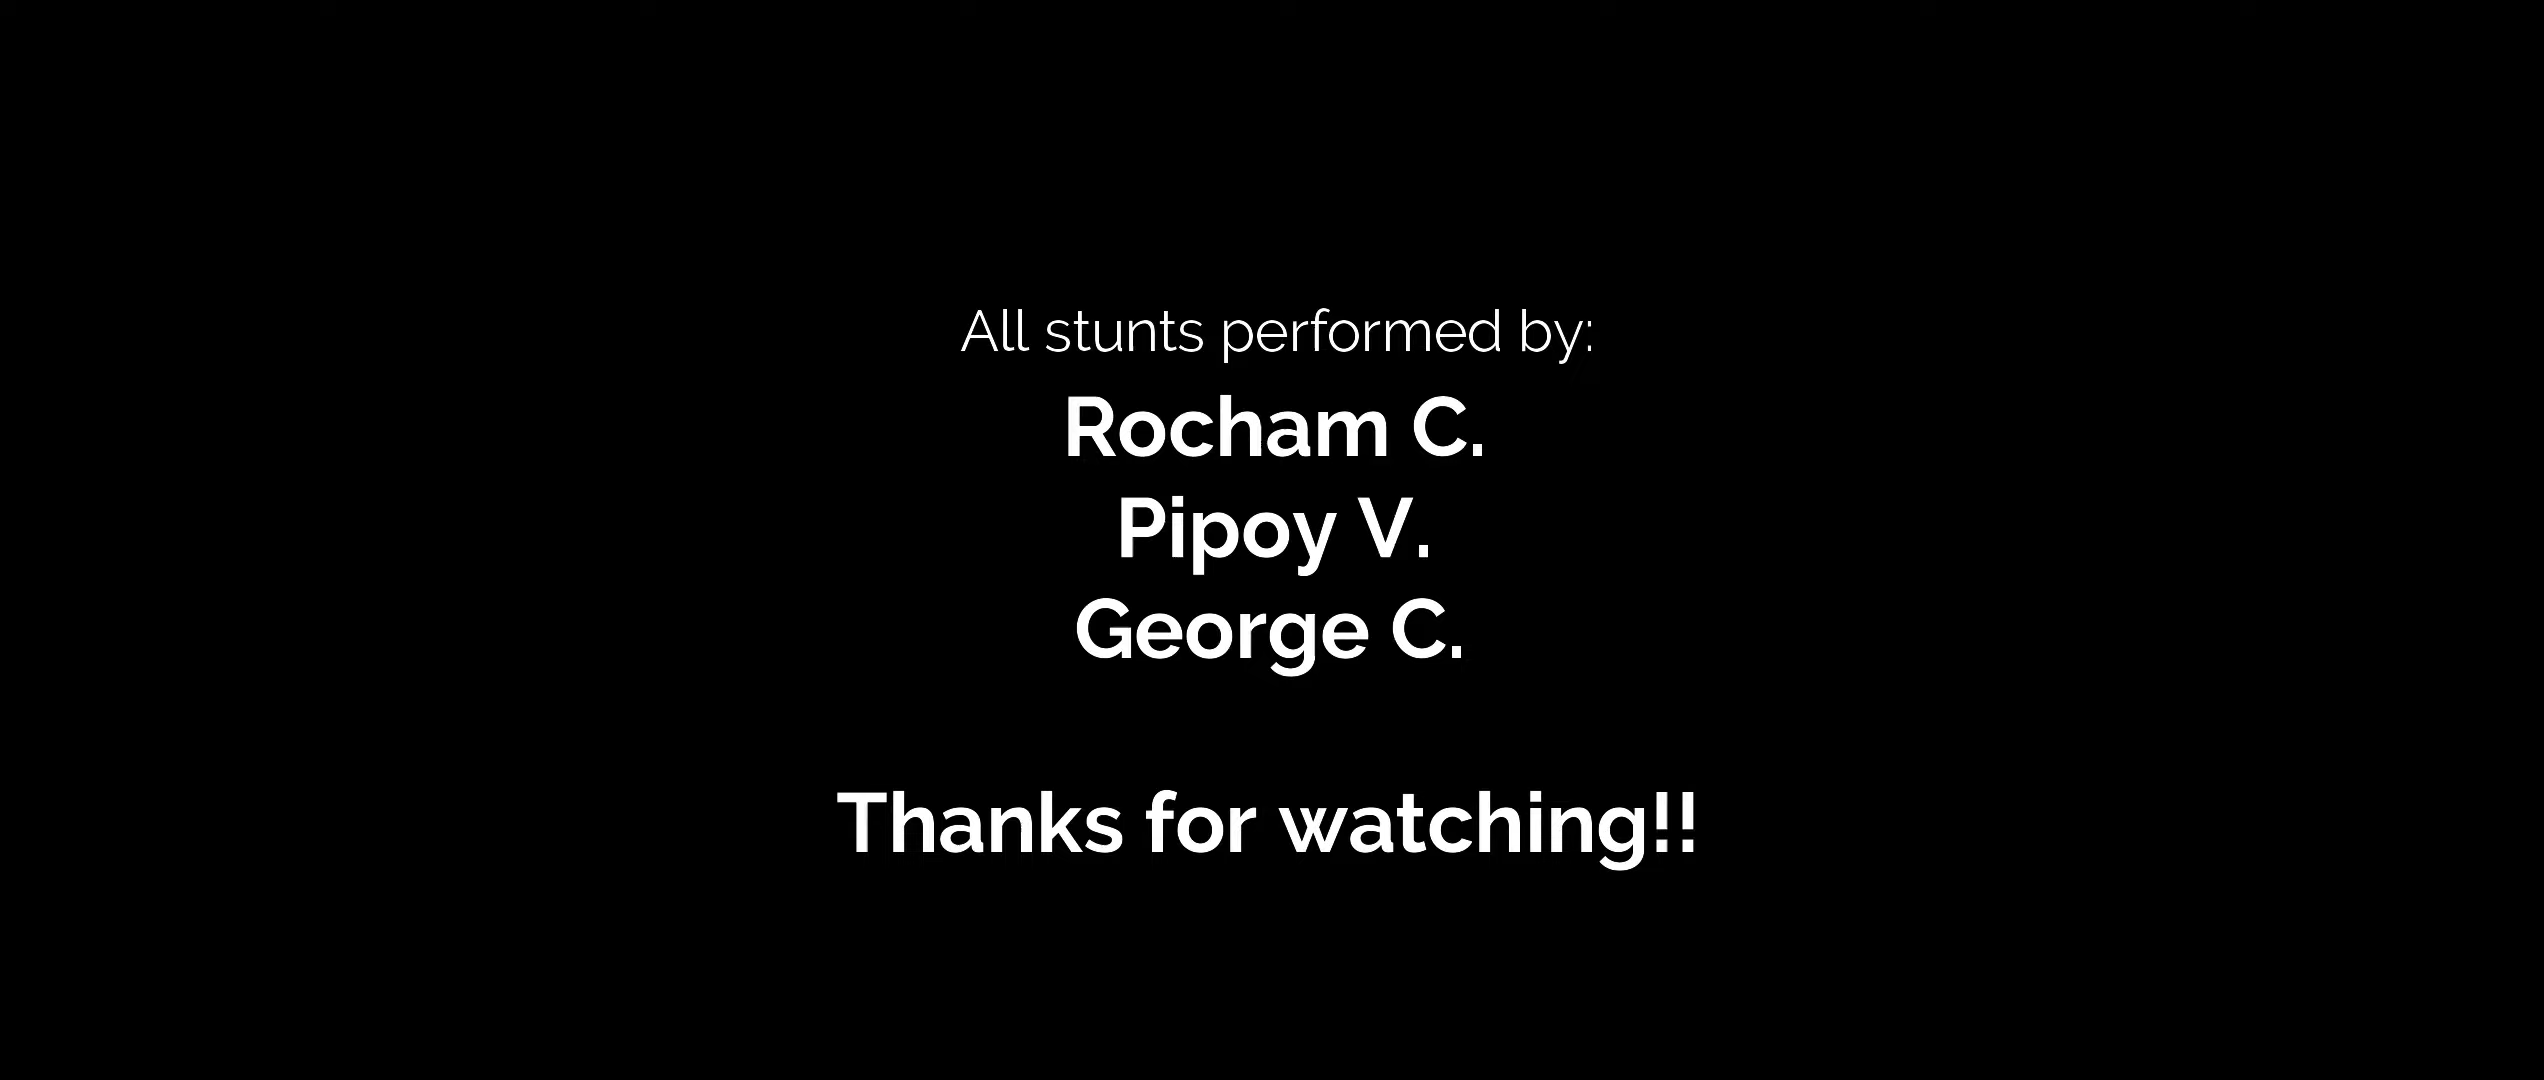 All stunts performed by:
Rocham C.
Pipoy V.
George C.
Thanks for watching!!